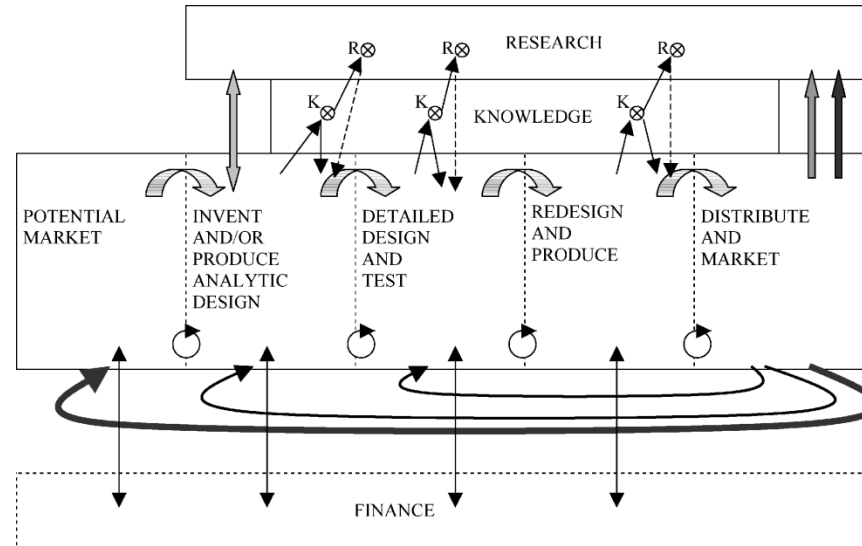 R
R
RESEARCH
R
K
K
KNOWLEDGE
K
POTENTIAL
MARKET
INVENT
AND/OR
PRODUCE
ANALYTIC
DESIGN
DETAILED
DESIGN
AND
TEST
REDESIGN
AND
PRODUCE
DISTRIBUTE
AND
MARKET
FINANCE